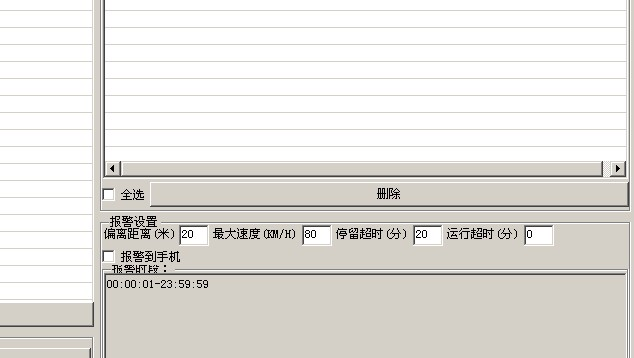 全选 删除
报警设置
偏离距离(米) 20 最大速度(KM/H) 80 停留超时(分) 20 运行超时(分) 0
报警到手机
报警时段：
00:00:01-23:59:59